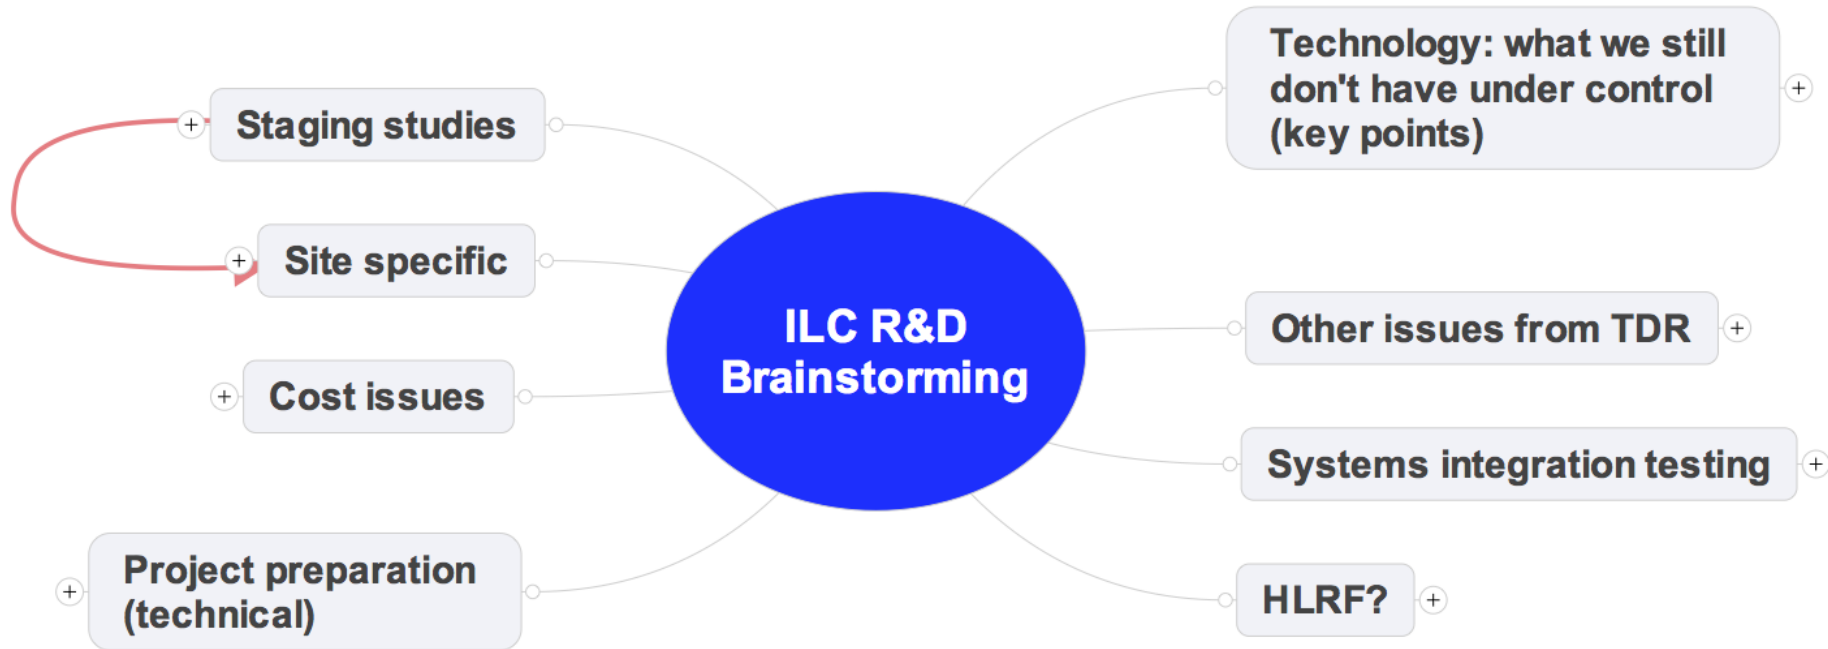 Technology: what we still
don't have under control
(key points)
Staging studies
Site specific
ILC R&D
Brainstorming
Other issues from TDR
Cost issues
Systems integration testing
Project preparation
(technical)
HLRF?